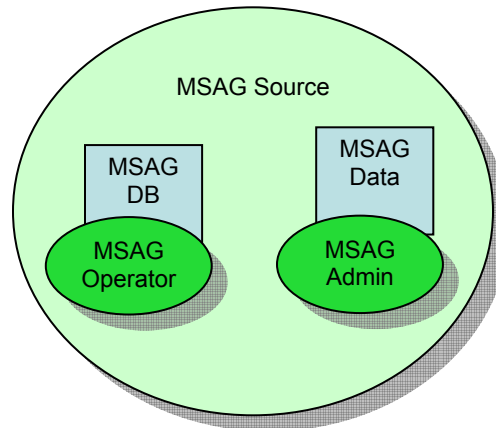 MSAG Source
MSAG
DB
MSAG
Data
MSAG
Operator
MSAG
Admin